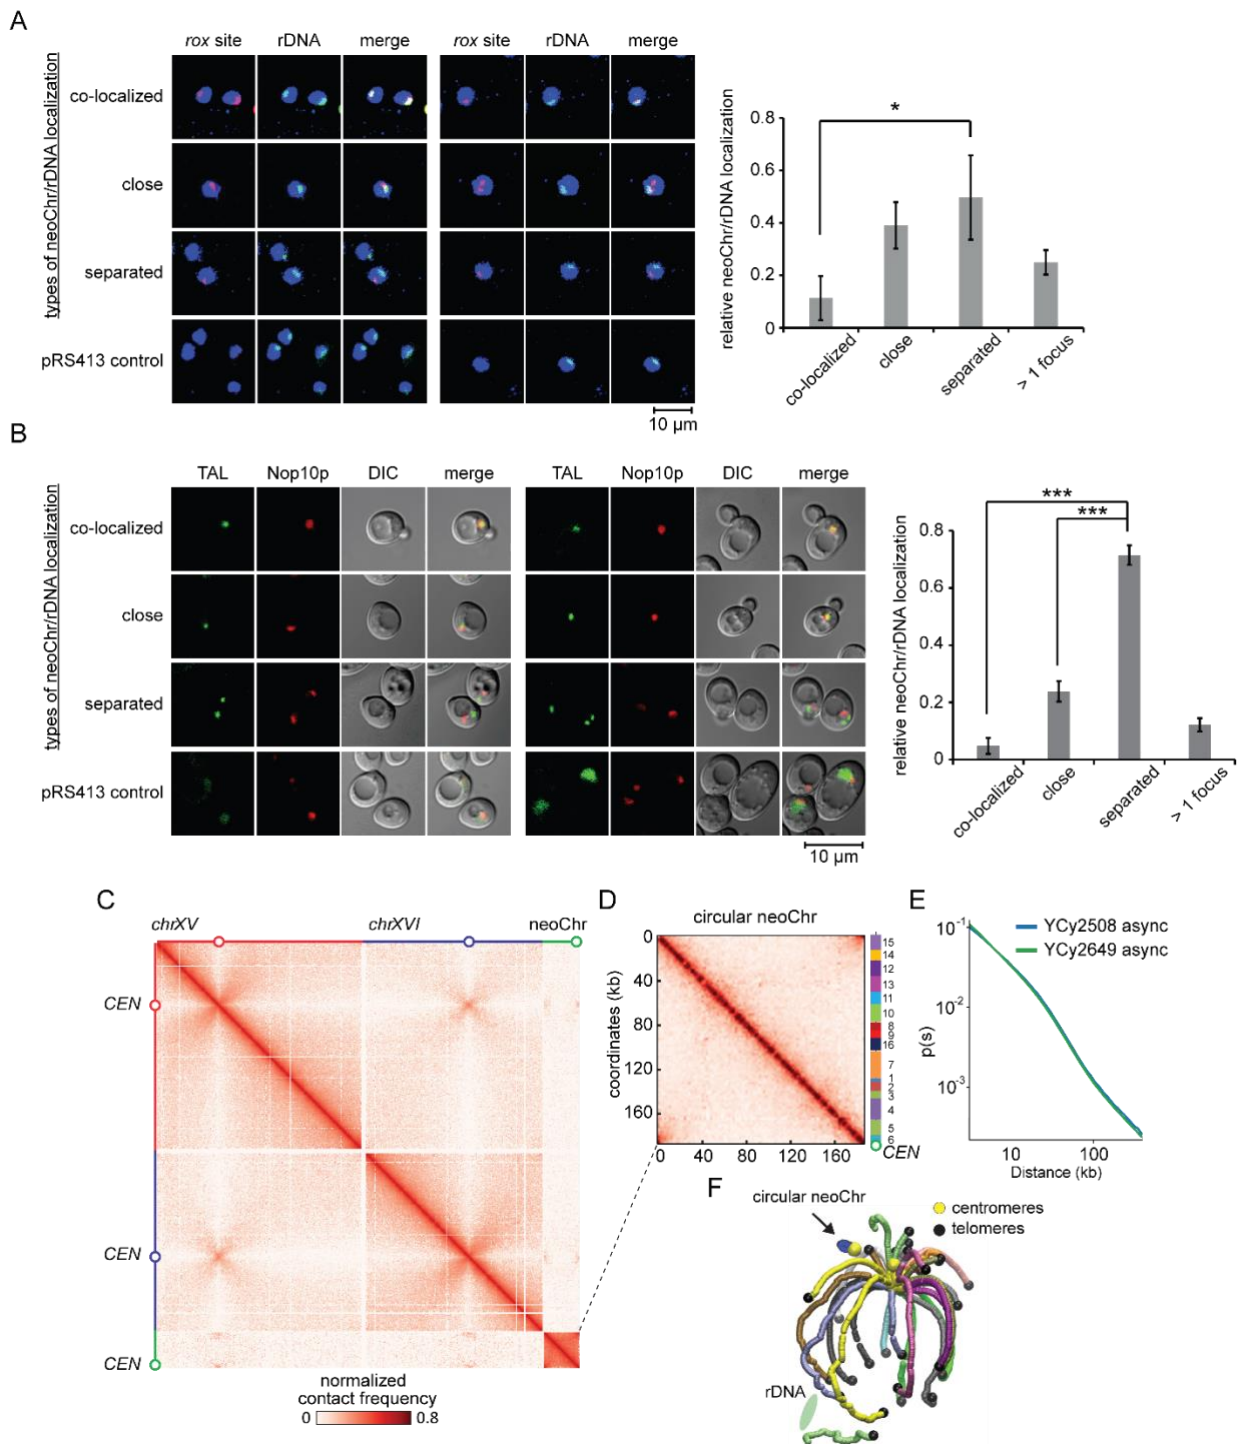 A
rox site rDNA merge rox site rDNA merge
types of neoChr/rDNA localization
co-localized
close
separated
pRS413 control
10 µm
relative neoChr/rDNA localization
0.8
0.6
0.4
0.2
0
*
co-localized
close
separated
> 1 focus
B
TAL Nop10p DIC merge TAL Nop10p DIC merge
types of neoChr/rDNA localization
co-localized
close
separated
pRS413 control
10 µm
relative neoChr/rDNA localization
0.8
0.6
0.4
0.2
0
***
***
co-localized
close
separated
> 1 focus
C
chrXV chrXVI neoChr
CEN
CEN
CEN
normalized
contact frequency
0 0.8
D
circular neoChr
coordinates (kb)
0
40
80
120
160
0 40 80 120 160
15
14
12
13
11
10
8
9
16
7
1
2
3
4
5
6
CEN
E
YCy2508 async
YCy2649 async
p(s)
10-1
10-2
10-3
10 100
Distance (kb)
F
circular neoChr
centromeres
telomeres
rDNA